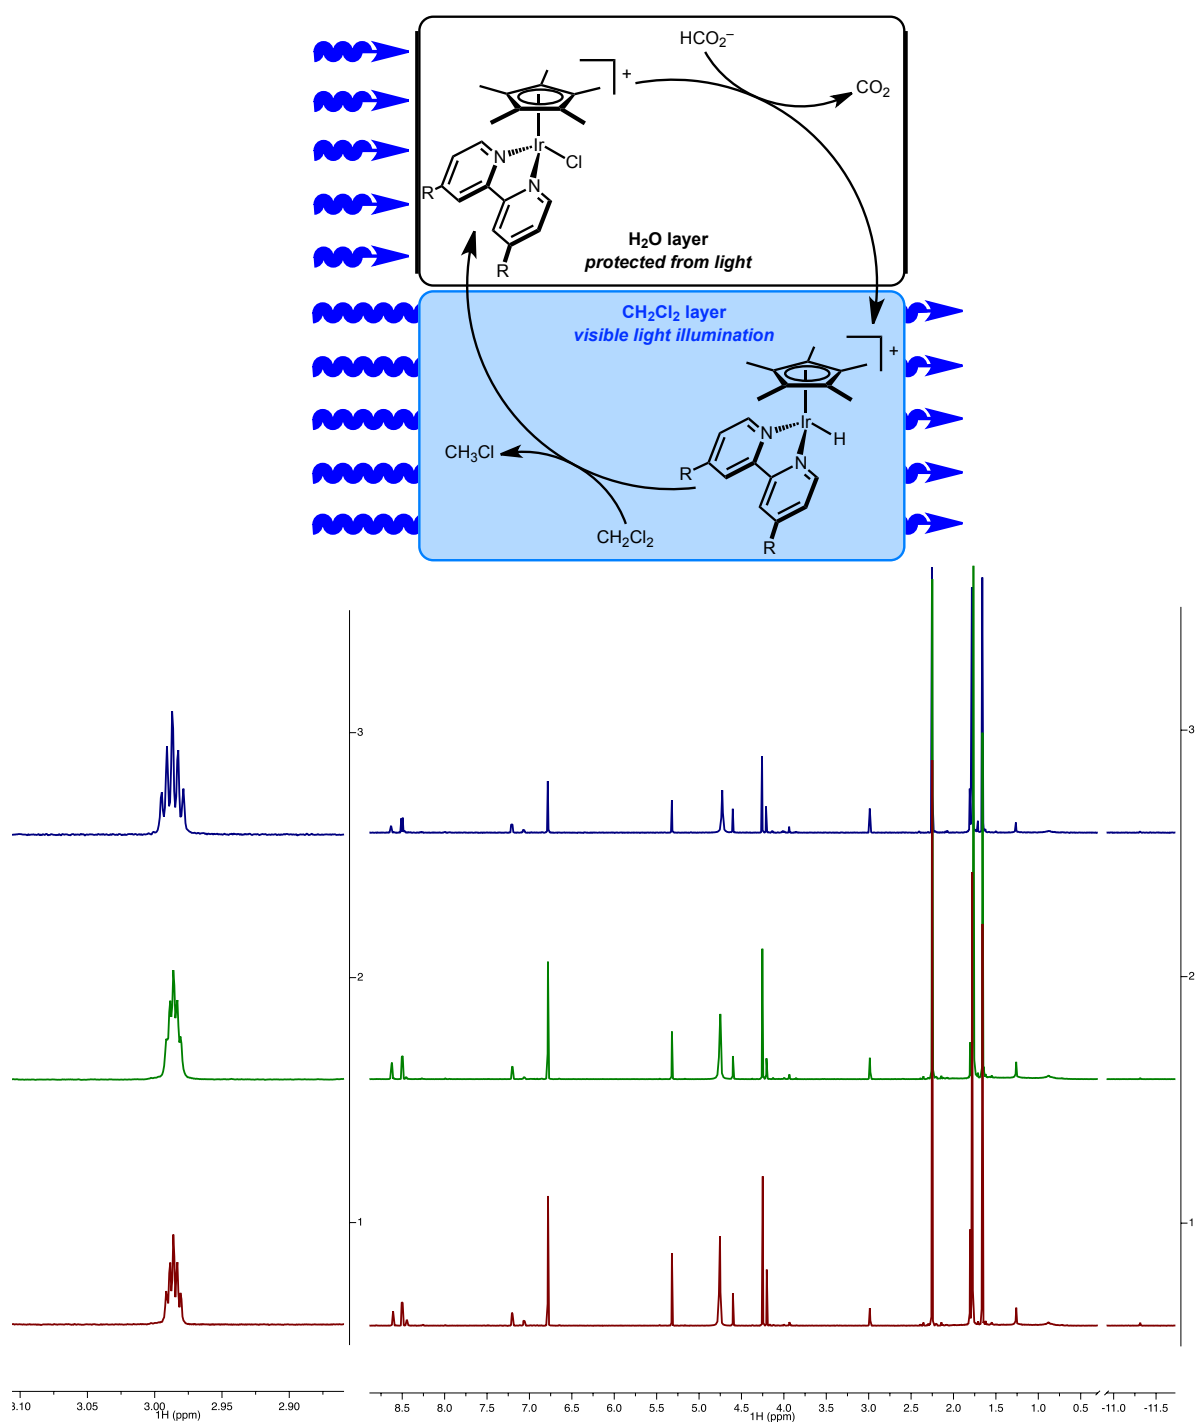 HCO₂⁻
CO₂
+
Ir
Cl
N
N
R
R
H₂O layer
protected from light
CH₂Cl₂ layer
visible light illumination
+
Ir
H
N
N
R
R
CH₃Cl
CH₂Cl₂
3
3
2
2
1
1
3.10 3.05 3.00 2.95 2.90
1H (ppm)
8.5 8.0 7.5 7.0 6.5 6.0 5.5 5.0 4.5 4.0 3.5 3.0 2.5 2.0 1.5 1.0 0.5 -11.0 -11.5
1H (ppm)